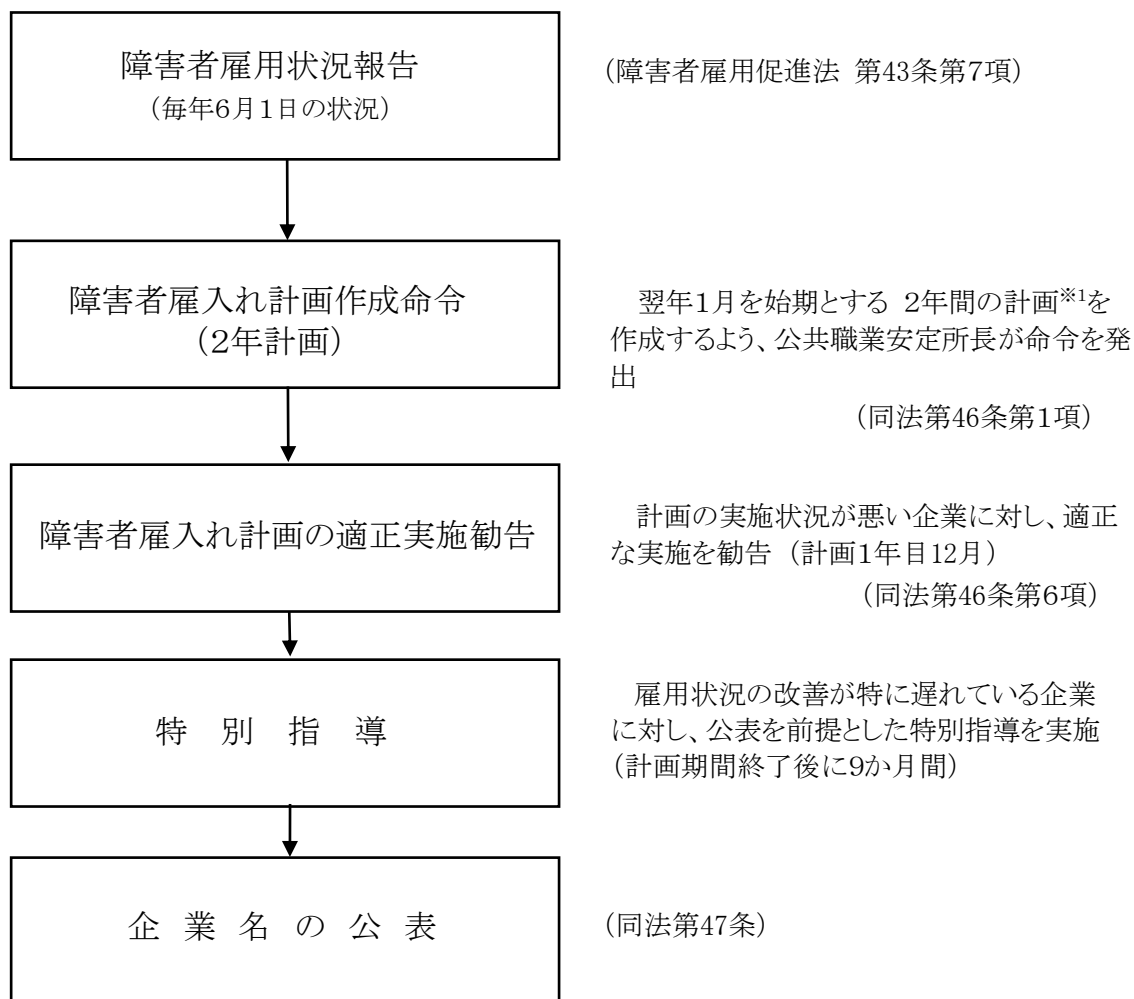 障害者雇用状況報告
（毎年６月１日の状況）
（障害者雇用促進法 第43条第７項）
障害者雇入れ計画作成命令
（２年計画）
翌年１月を始期とする ２年間の計画※1を
作成するよう、公共職業安定所長が命令を発
出
（同法第46条第１項）
障害者雇入れ計画の適正実施勧告
計画の実施状況が悪い企業に対し、適正
な実施を勧告 （計画１年目12月）
（同法第46条第６項）
特 別 指 導
雇用状況の改善が特に遅れている企業
に対し、公表を前提とした特別指導を実施
（計画期間終了後に９か月間）
企 業 名 の 公 表
（同法第47条）